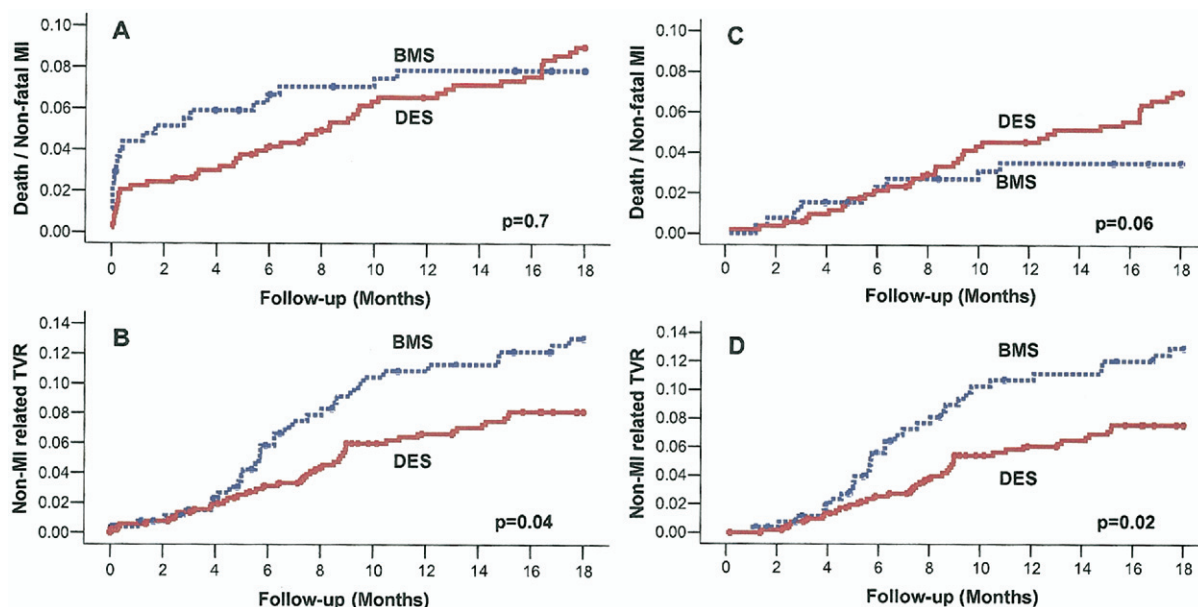 A
Death / Non-fatal MI
0.10
0.08
0.06
0.04
0.02
0.00
BMS
DES
p=0.7
0 2 4 6 8 10 12 14 16 18
Follow-up (Months)
C
Death / Non-fatal MI
0.10
0.08
0.06
0.04
0.02
0.00
DES
BMS
p=0.06
0 2 4 6 8 10 12 14 16 18
Follow-up (Months)
B
Non-MI related TVR
0.14
0.12
0.10
0.08
0.06
0.04
0.02
0.00
BMS
DES
p=0.04
0 2 4 6 8 10 12 14 16 18
Follow-up (Months)
D
Non-MI related TVR
0.14
0.12
0.10
0.08
0.06
0.04
0.02
0.00
BMS
DES
p=0.02
0 2 4 6 8 10 12 14 16 18
Follow-up (Months)